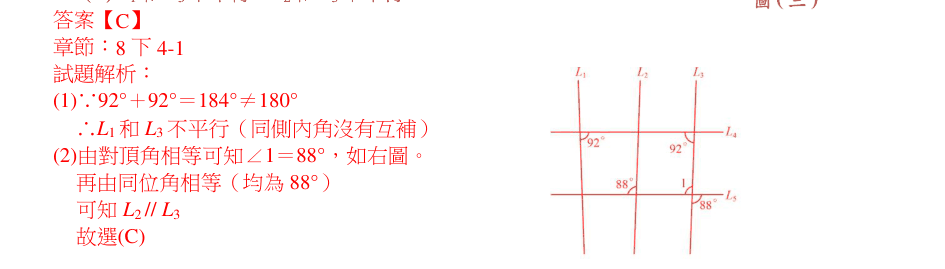 圖(三)
答案【C】
章節：8 下 4-1
試題解析：
(1)∵92°＋92°＝184°≠180°
∴L₁ 和 L₃ 不平行（同側內角沒有互補）
(2)由對頂角相等可知∠1＝88°，如右圖。
再由同位角相等（均為 88°）
可知 L₂ // L₃
故選(C)
L₁ L₂ L₃
L₄
92° 92°
88° 1
L₅
88°